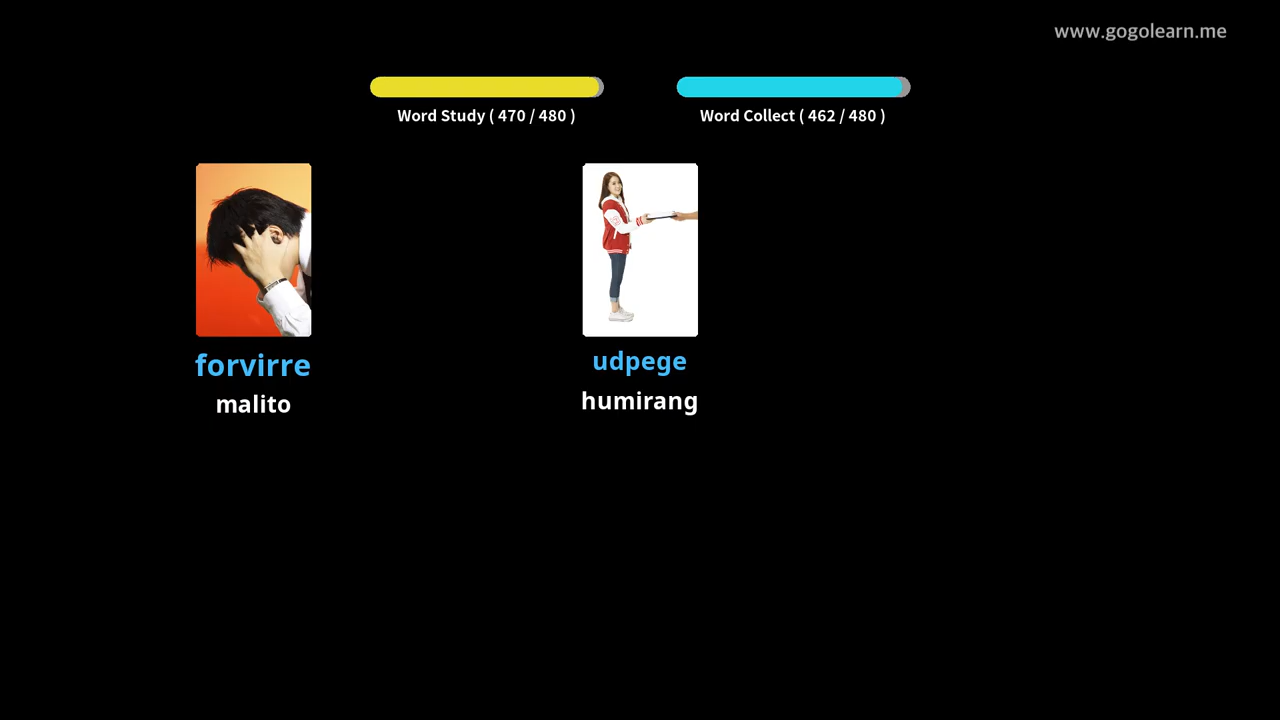 www.gogolearn.me
Word Study ( 470 / 480 )
Word Collect ( 462 / 480 )
forvirre
malito
udpege
humirang